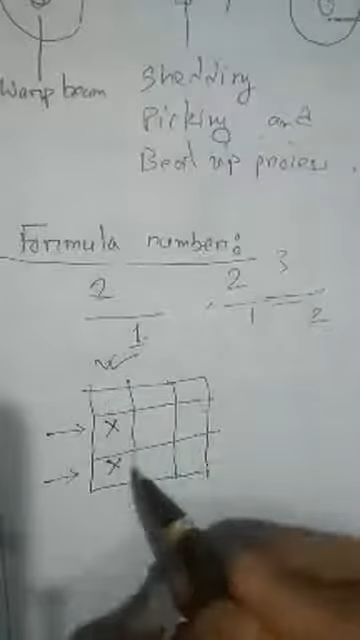 Warp beam
Shedding
Picking and
Beat up process.
Formula number:
2
1
2 3
1 2
X
X